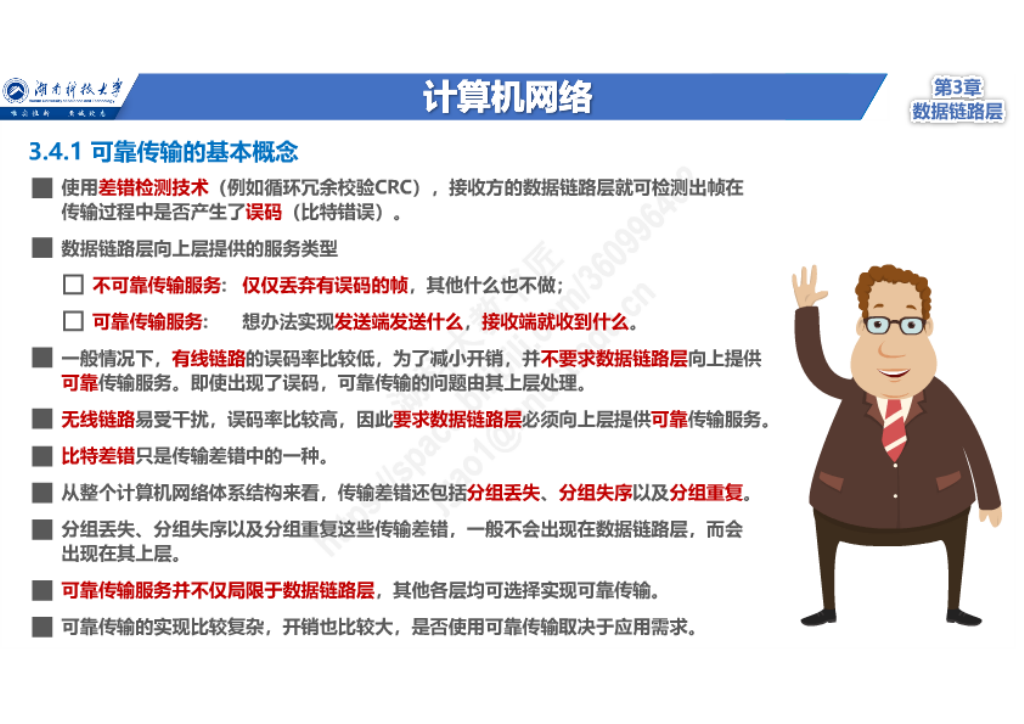 湖南科技大学
计算机网络
第3章
数据链路层
3.4.1 可靠传输的基本概念
使用差错检测技术（例如循环冗余校验CRC），接收方的数据链路层就可检测出帧在
传输过程中是否产生了误码（比特错误）。
数据链路层向上层提供的服务类型
不可靠传输服务：仅仅丢弃有误码的帧，其他什么也不做；
可靠传输服务： 想办法实现发送端发送什么，接收端就收到什么。
一般情况下，有线链路的误码率比较低，为了减小开销，并不要求数据链路层向上提供
可靠传输服务。即使出现了误码，可靠传输的问题由其上层处理。
无线链路易受干扰，误码率比较高，因此要求数据链路层必须向上层提供可靠传输服务。
比特差错只是传输差错中的一种。
从整个计算机网络体系结构来看，传输差错还包括分组丢失、分组失序以及分组重复。
分组丢失、分组失序以及分组重复这些传输差错，一般不会出现在数据链路层，而会
出现在其上层。
可靠传输服务并不仅局限于数据链路层，其他各层均可选择实现可靠传输。
可靠传输的实现比较复杂，开销也比较大，是否使用可靠传输取决于应用需求。